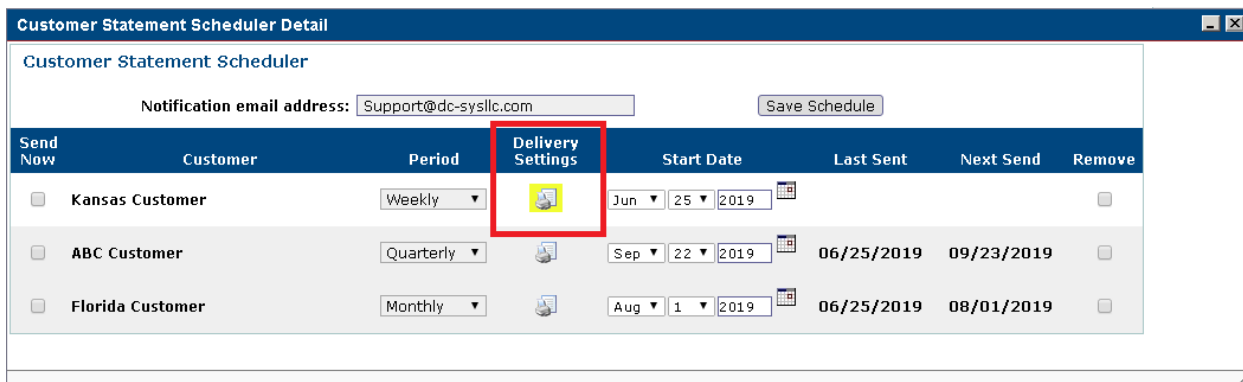 Customer Statement Scheduler Detail
Customer Statement Scheduler
Notification email address: Support@dc-sysllc.com Save Schedule
Send Now Customer Period Delivery Settings Start Date Last Sent Next Send Remove
Kansas Customer Weekly Jun 25 2019
ABC Customer Quarterly Sep 22 2019 06/25/2019 09/23/2019
Florida Customer Monthly Aug 1 2019 06/25/2019 08/01/2019